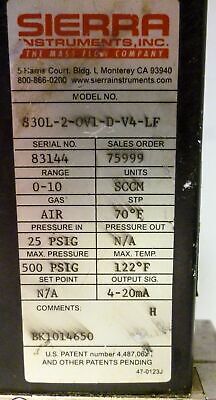 SIERRA
INSTRUMENTS, INC.
THE MASS FLOW COMPANY
5 Harris Court, Bldg. L Monterey CA 93940
800-866-0200 www.sierrainstruments.com
MODEL NO.
830L-2-OV1-D-V4-LF
SERIAL NO. SALES ORDER
83144 75999
RANGE UNITS
0-10 SCCM
GAS STP
AIR 70°F
PRESSURE IN PRESSURE OUT
25 PSIG N/A
MAX. PRESSURE MAX. TEMP.
500 PSIG 122°F
SET POINT OUTPUT SIG.
N/A 4-20mA
COMMENTS: H
BK1014650
U.S. PATENT number 4,487,062
AND OTHER PATENTS PENDING
47-0123J